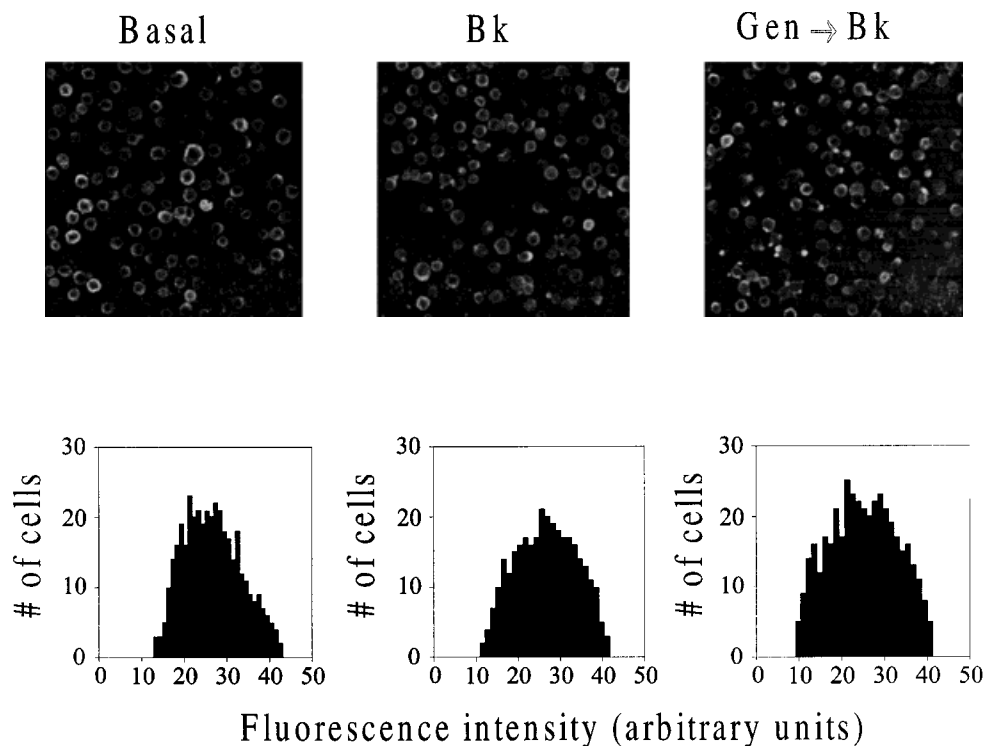 Basal
Bk
Gen → Bk
# of cells
30
20
10
0
0 10 20 30 40 50
# of cells
30
20
10
0
0 10 20 30 40 50
# of cells
30
20
10
0
0 10 20 30 40 50
Fluorescence intensity (arbitrary units)